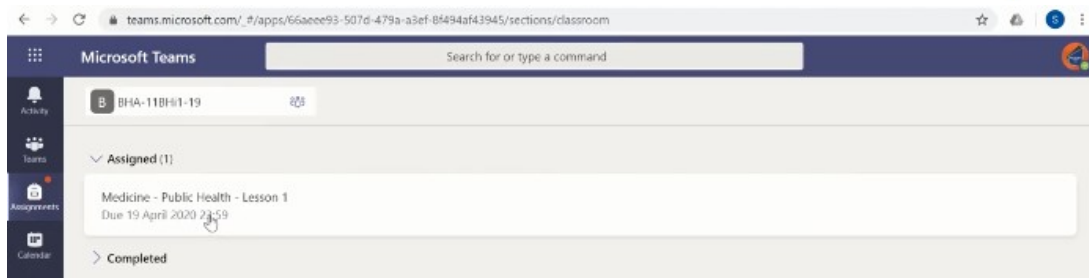 teams.microsoft.com/_#/apps/66aeee93-507d-479a-a3ef-8f494af43945/sections/classroom
S
Microsoft Teams
Search for or type a command
Activity
B BHA-11BHi1-19
Teams
Assigned (1)
Assignments
Medicine - Public Health - Lesson 1
Due 19 April 2020 23:59
Calendar
Completed